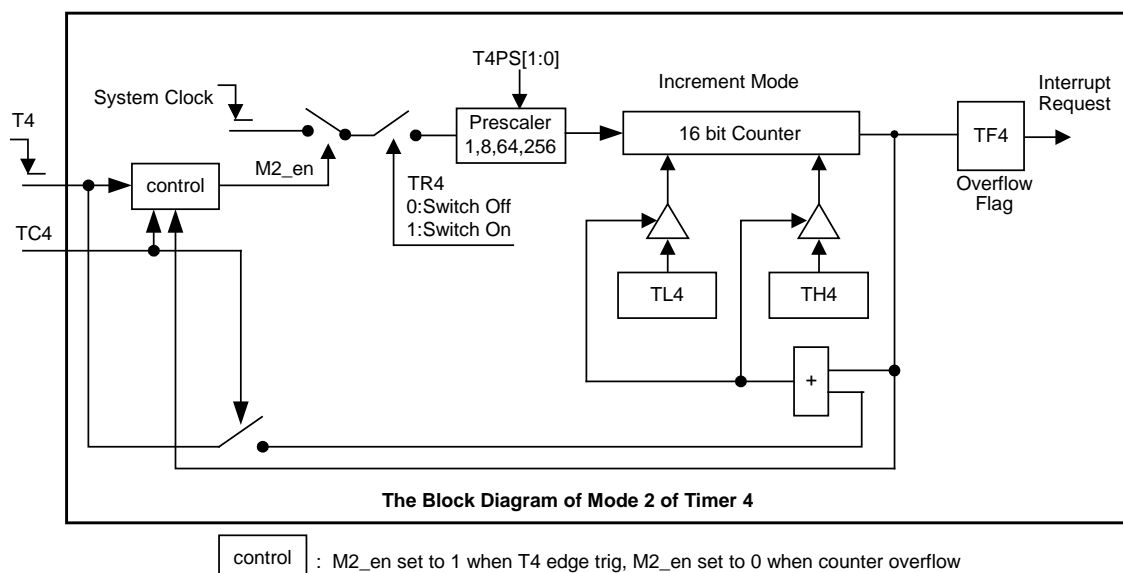 T4PS[1:0]
Increment Mode
Interrupt
Request
System Clock
T4
Prescaler
1,8,64,256
16 bit Counter
TF4
Overflow
Flag
control
M2_en
TR4
0:Switch Off
1:Switch On
TC4
TL4
TH4
+
The Block Diagram of Mode 2 of Timer 4
control : M2_en set to 1 when T4 edge trig, M2_en set to 0 when counter overflow